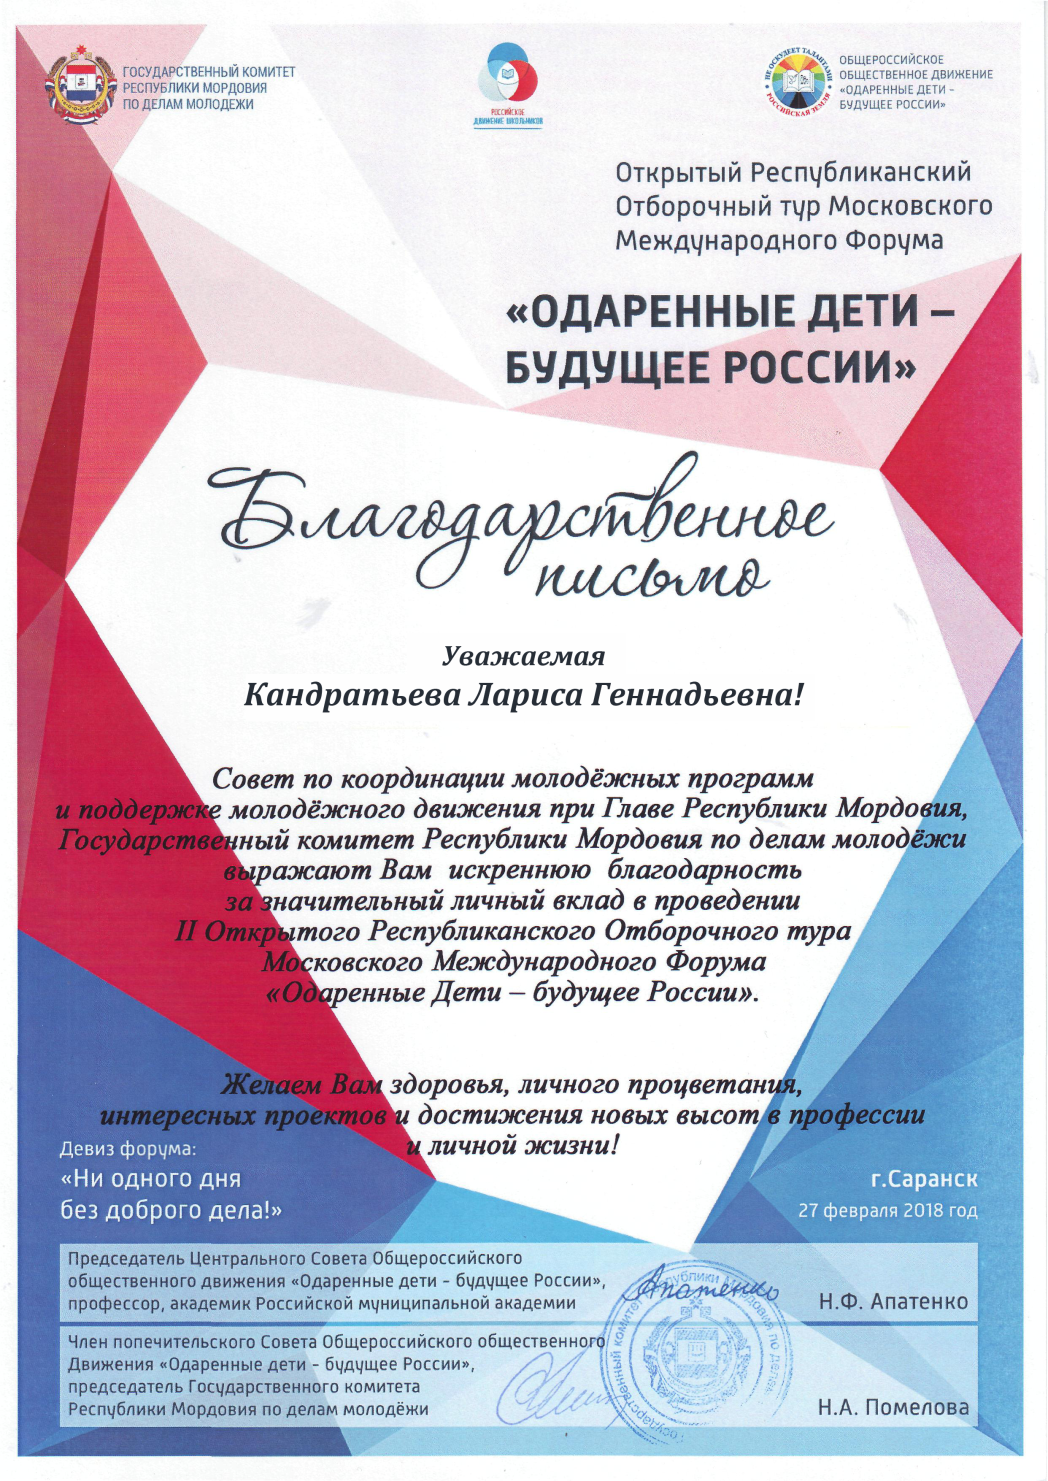 ГОСУДАРСТВЕННЫЙ КОМИТЕТ
РЕСПУБЛИКИ МОРДОВИЯ
ПО ДЕЛАМ МОЛОДЕЖИ
РОССИЙСКОЕ
ДВИЖЕНИЕ ШКОЛЬНИКОВ
НЕ ОСКУДЕЕТ ТАЛАНТАМИ
РОССИЙСКАЯ ЗЕМЛЯ
ОБЩЕРОССИЙСКОЕ
ОБЩЕСТВЕННОЕ ДВИЖЕНИЕ
«ОДАРЕННЫЕ ДЕТИ –
БУДУЩЕЕ РОССИИ»
Открытый Республиканский
Отборочный тур Московского
Международного Форума
«ОДАРЕННЫЕ ДЕТИ –
БУДУЩЕЕ РОССИИ»
Благодарственное
письмо
Уважаемая
Кандратьева Лариса Геннадьевна!
Совет по координации молодёжных программ
и поддержке молодёжного движения при Главе Республики Мордовия,
Государственный комитет Республики Мордовия по делам молодёжи
выражают Вам искреннюю благодарность
за значительный личный вклад в проведении
II Открытого Республиканского Отборочного тура
Московского Международного Форума
«Одаренные Дети – будущее России».
Желаем Вам здоровья, личного процветания,
интересных проектов и достижения новых высот в профессии
и личной жизни!
Девиз форума:
«Ни одного дня
без доброго дела!»
г.Саранск
27 февраля 2018 год
Председатель Центрального Совета Общероссийского
общественного движения «Одаренные дети - будущее России»,
профессор, академик Российской муниципальной академии
Апатенко
Н.Ф. Апатенко
Член попечительского Совета Общероссийского общественного
Движения «Одаренные дети - будущее России»,
председатель Государственного комитета
Республики Мордовия по делам молодёжи
Н.А. Помелова